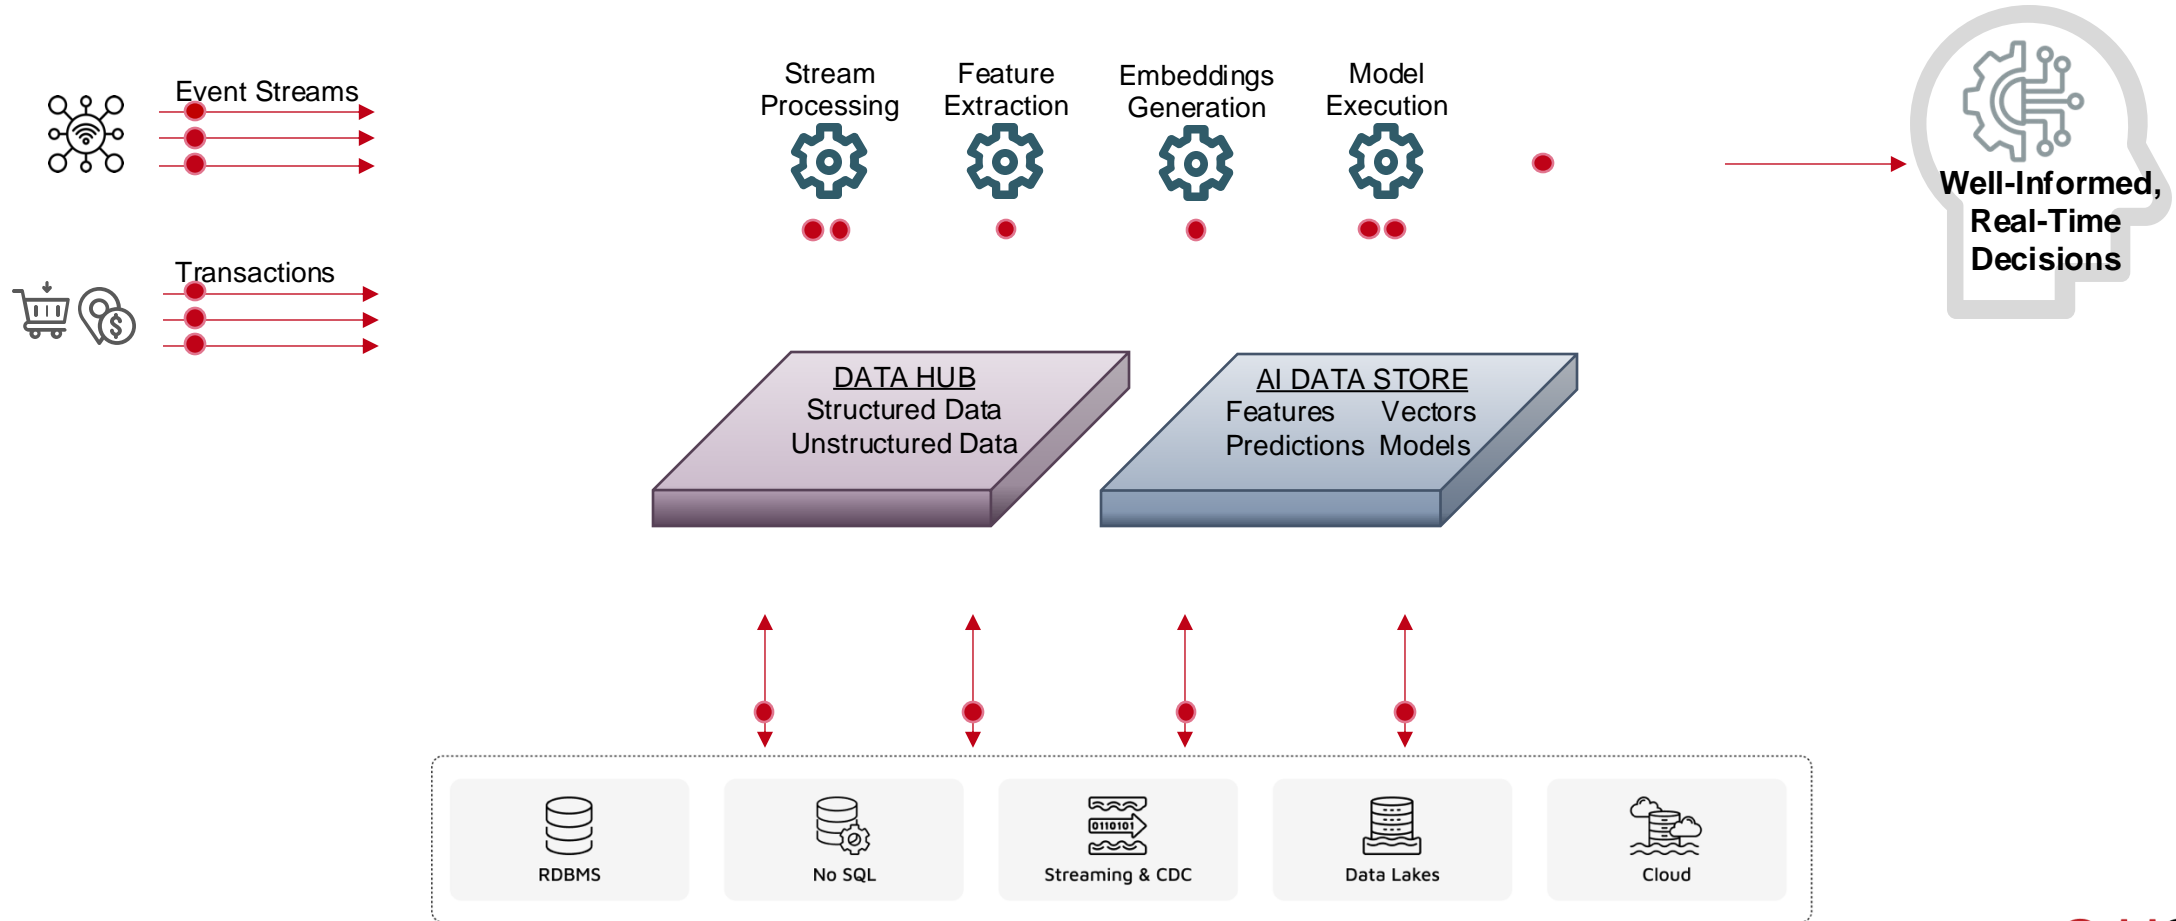 Event Streams
Transactions
Stream
Processing
Feature
Extraction
Embeddings
Generation
Model
Execution
Well-Informed,
Real-Time
Decisions
DATA HUB
Structured Data
Unstructured Data
AI DATA STORE
Features Vectors
Predictions Models
0110101
RDBMS
No SQL
Streaming & CDC
Data Lakes
Cloud